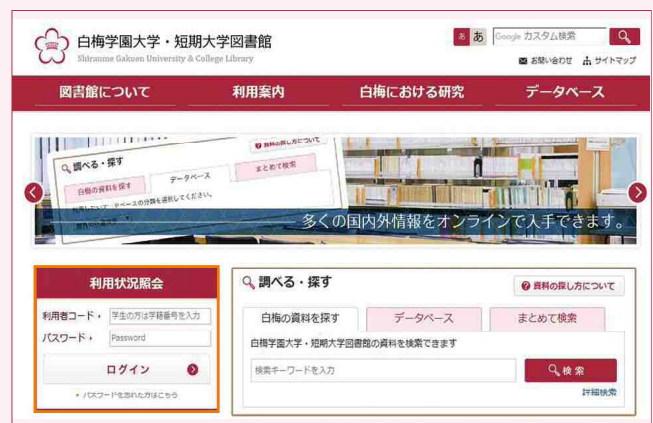 白梅学園大学・短期大学図書館
Shiraume Gakuen University & College Library
あ あ
Google カスタム検索
お問い合わせ サイトマップ
図書館について 利用案内 白梅における研究 データベース
調べる・探す
資料の探し方について
白梅の資料を探す データベース まとめて検索
多くの国内外情報をオンラインで入手できます。
利用状況照会
利用者コード 学生の方は学籍番号を入力
パスワード Password
ログイン
パスワードを忘れた方はこちら
調べる・探す
資料の探し方について
白梅の資料を探す データベース まとめて検索
白梅学園大学・短期大学図書館の資料を検索できます
検索キーワードを入力 検索
詳細検索